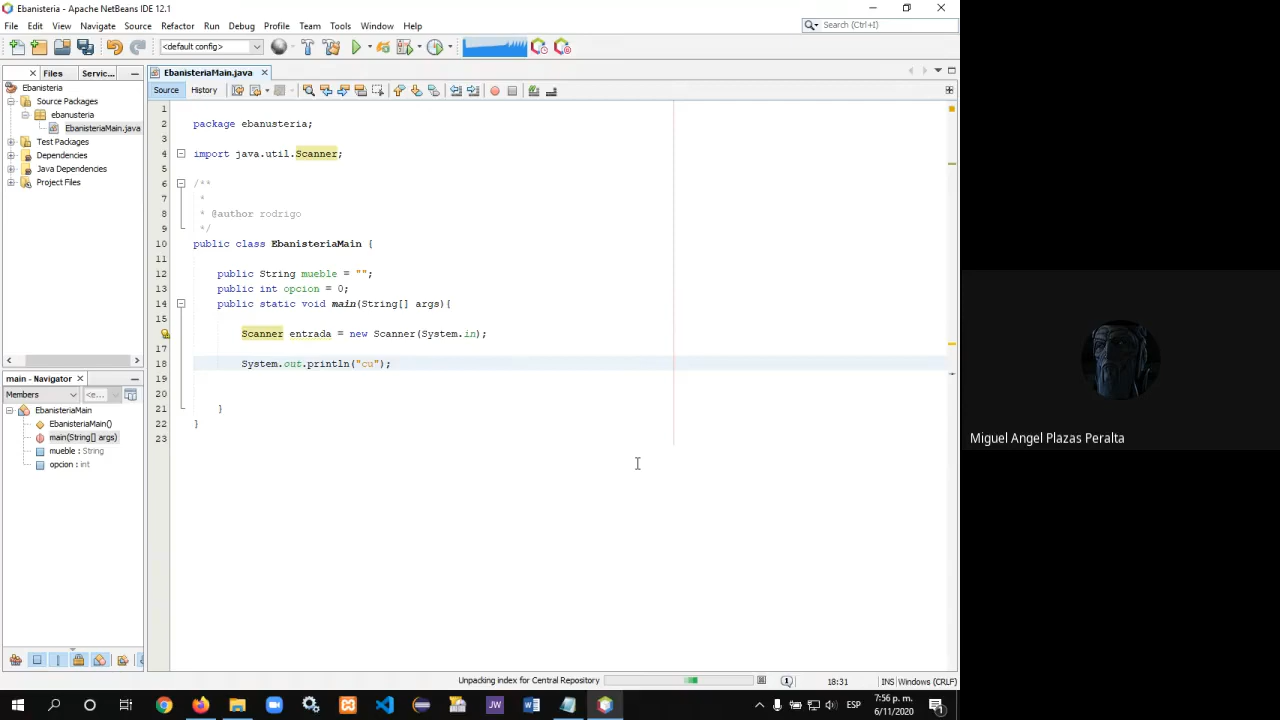 Ebanisteria - Apache NetBeans IDE 12.1
File Edit View Navigate Source Refactor Run Debug Profile Team Tools Window Help
Search (Ctrl+I)
<default config>
Files Servic...
EbanisteriaMain.java
Ebanisteria
Source Packages
ebanusteria
EbanisteriaMain.java
Test Packages
Dependencies
Java Dependencies
Project Files
main - Navigator
Members <e...
EbanisteriaMain
EbanisteriaMain()
main(String[] args)
mueble : String
opcion : int
Source History
1
2 package ebanusteria;
3
4 import java.util.Scanner;
5
6 /**
7 *
8 * @author rodrigo
9 */
10 public class EbanisteriaMain {
11
12 public String mueble = "";
13 public int opcion = 0;
14 public static void main(String[] args){
15
Scanner entrada = new Scanner(System.in);
17
18 System.out.println("cu");
19
20
21 }
22 }
23
Unpacking index for Central Repository
18:31 INS Windows (CRLF)
ESP
7:56 p. m.
6/11/2020
1
W
JW
Miguel Angel Plazas Peralta